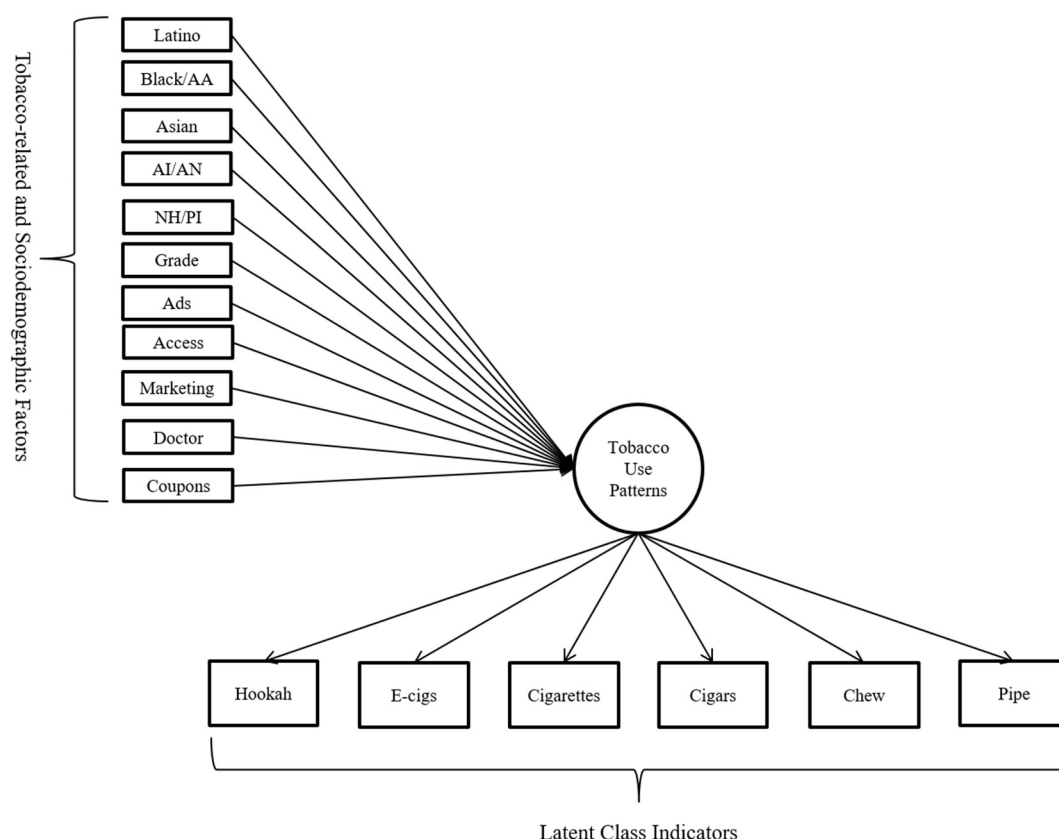 Tobacco-related and Sociodemographic Factors
Latino
Black/AA
Asian
AI/AN
NH/PI
Grade
Ads
Access
Marketing
Doctor
Coupons
Tobacco
Use
Patterns
Hookah
E-cigs
Cigarettes
Cigars
Chew
Pipe
Latent Class Indicators